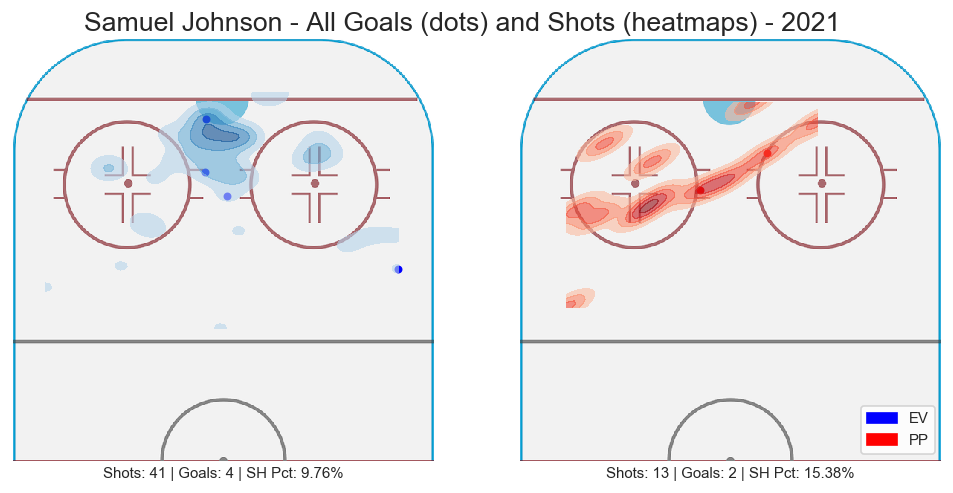 Samuel Johnson - All Goals (dots) and Shots (heatmaps) - 2021
EV
PP
Shots: 41 | Goals: 4 | SH Pct: 9.76%
Shots: 13 | Goals: 2 | SH Pct: 15.38%